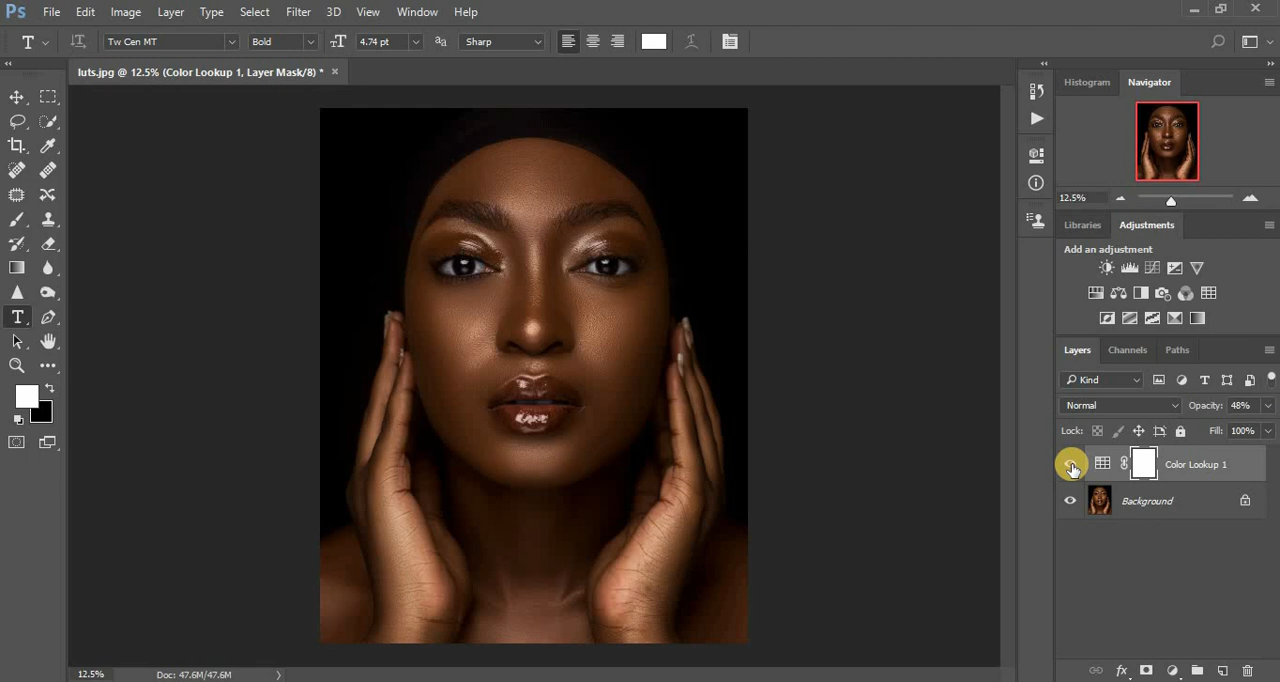 Ps File Edit Image Layer Type Select Filter 3D View Window Help
T Tw Cen MT Bold 4.74 pt aa Sharp
luts.jpg @ 12.5% (Color Lookup 1, Layer Mask/8) * ×
Histogram Navigator
12.5%
Libraries Adjustments
Add an adjustment
Layers Channels Paths
Kind
Normal Opacity: 48%
Lock: Fill: 100%
Color Lookup 1
Background
fx
12.5% Doc: 47.6M/47.6M